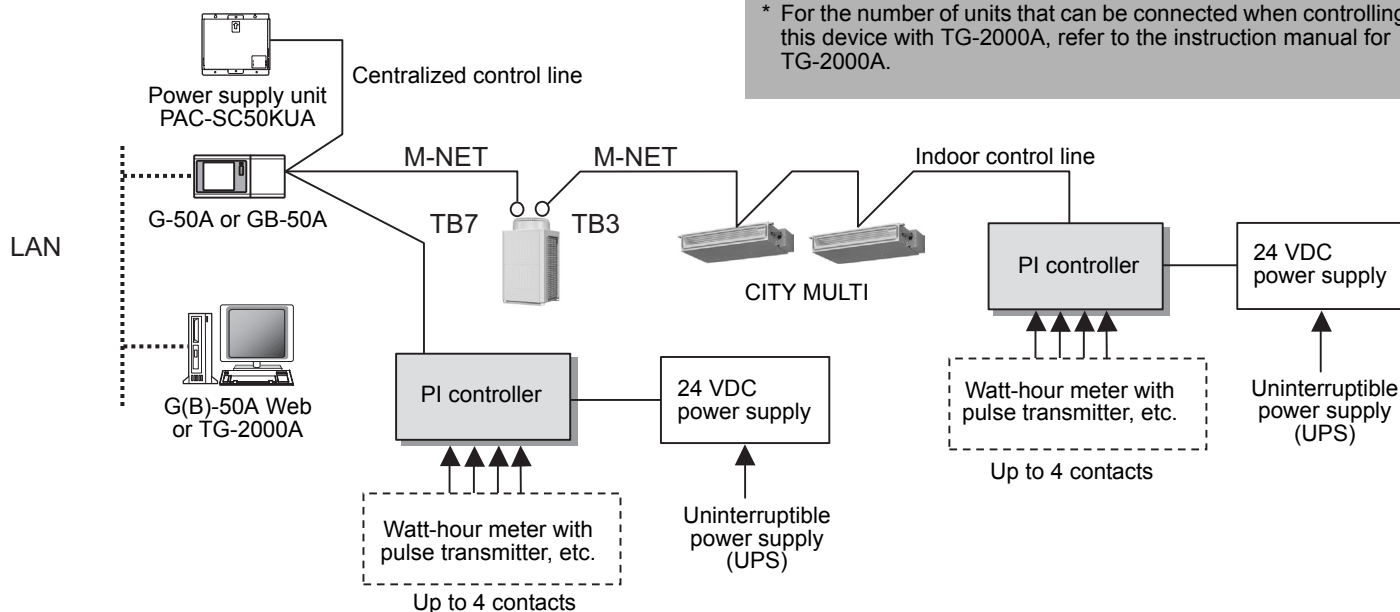 * For the number of units that can be connected when controlling
this device with TG-2000A, refer to the instruction manual for
TG-2000A.
Centralized control line
Power supply unit
PAC-SC50KUA
M-NET
M-NET
Indoor control line
G-50A or GB-50A
TB7
TB3
LAN
CITY MULTI
PI controller
24 VDC
power supply
G(B)-50A Web
or TG-2000A
PI controller
24 VDC
power supply
Watt-hour meter with
pulse transmitter, etc.
Uninterruptible
power supply
(UPS)
Up to 4 contacts
Watt-hour meter with
pulse transmitter, etc.
Uninterruptible
power supply
(UPS)
Up to 4 contacts